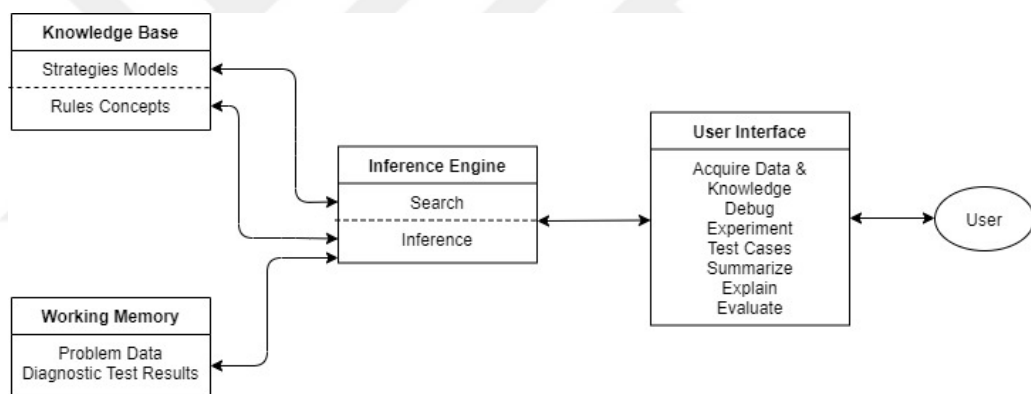 Knowledge Base
Strategies Models
Rules Concepts
Working Memory
Problem Data
Diagnostic Test Results
Inference Engine
Search
Inference
User Interface
Acquire Data &
Knowledge
Debug
Experiment
Test Cases
Summarize
Explain
Evaluate
User